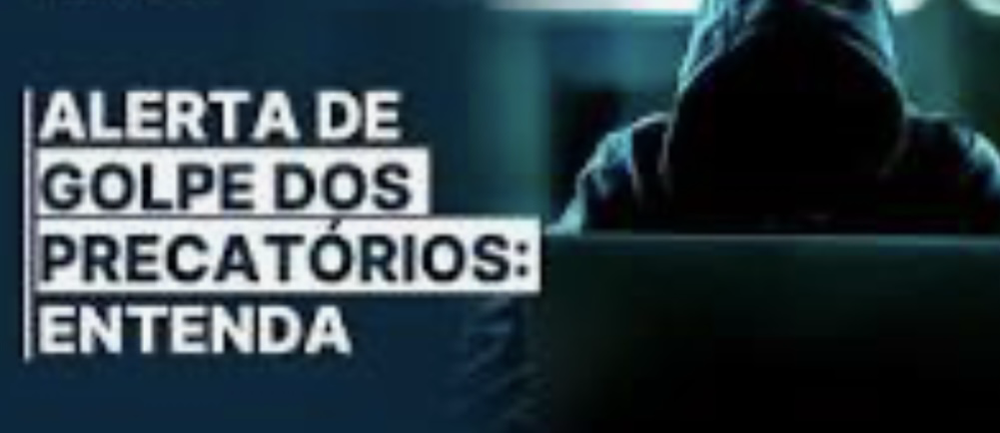 ALERTA DE
GOLPE DOS
PRECATÓRIOS:
ENTENDA